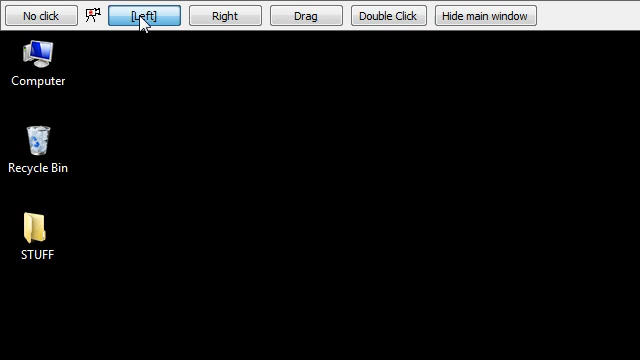 No click [Left] Right Drag Double Click Hide main window
Computer
Recycle Bin
STUFF